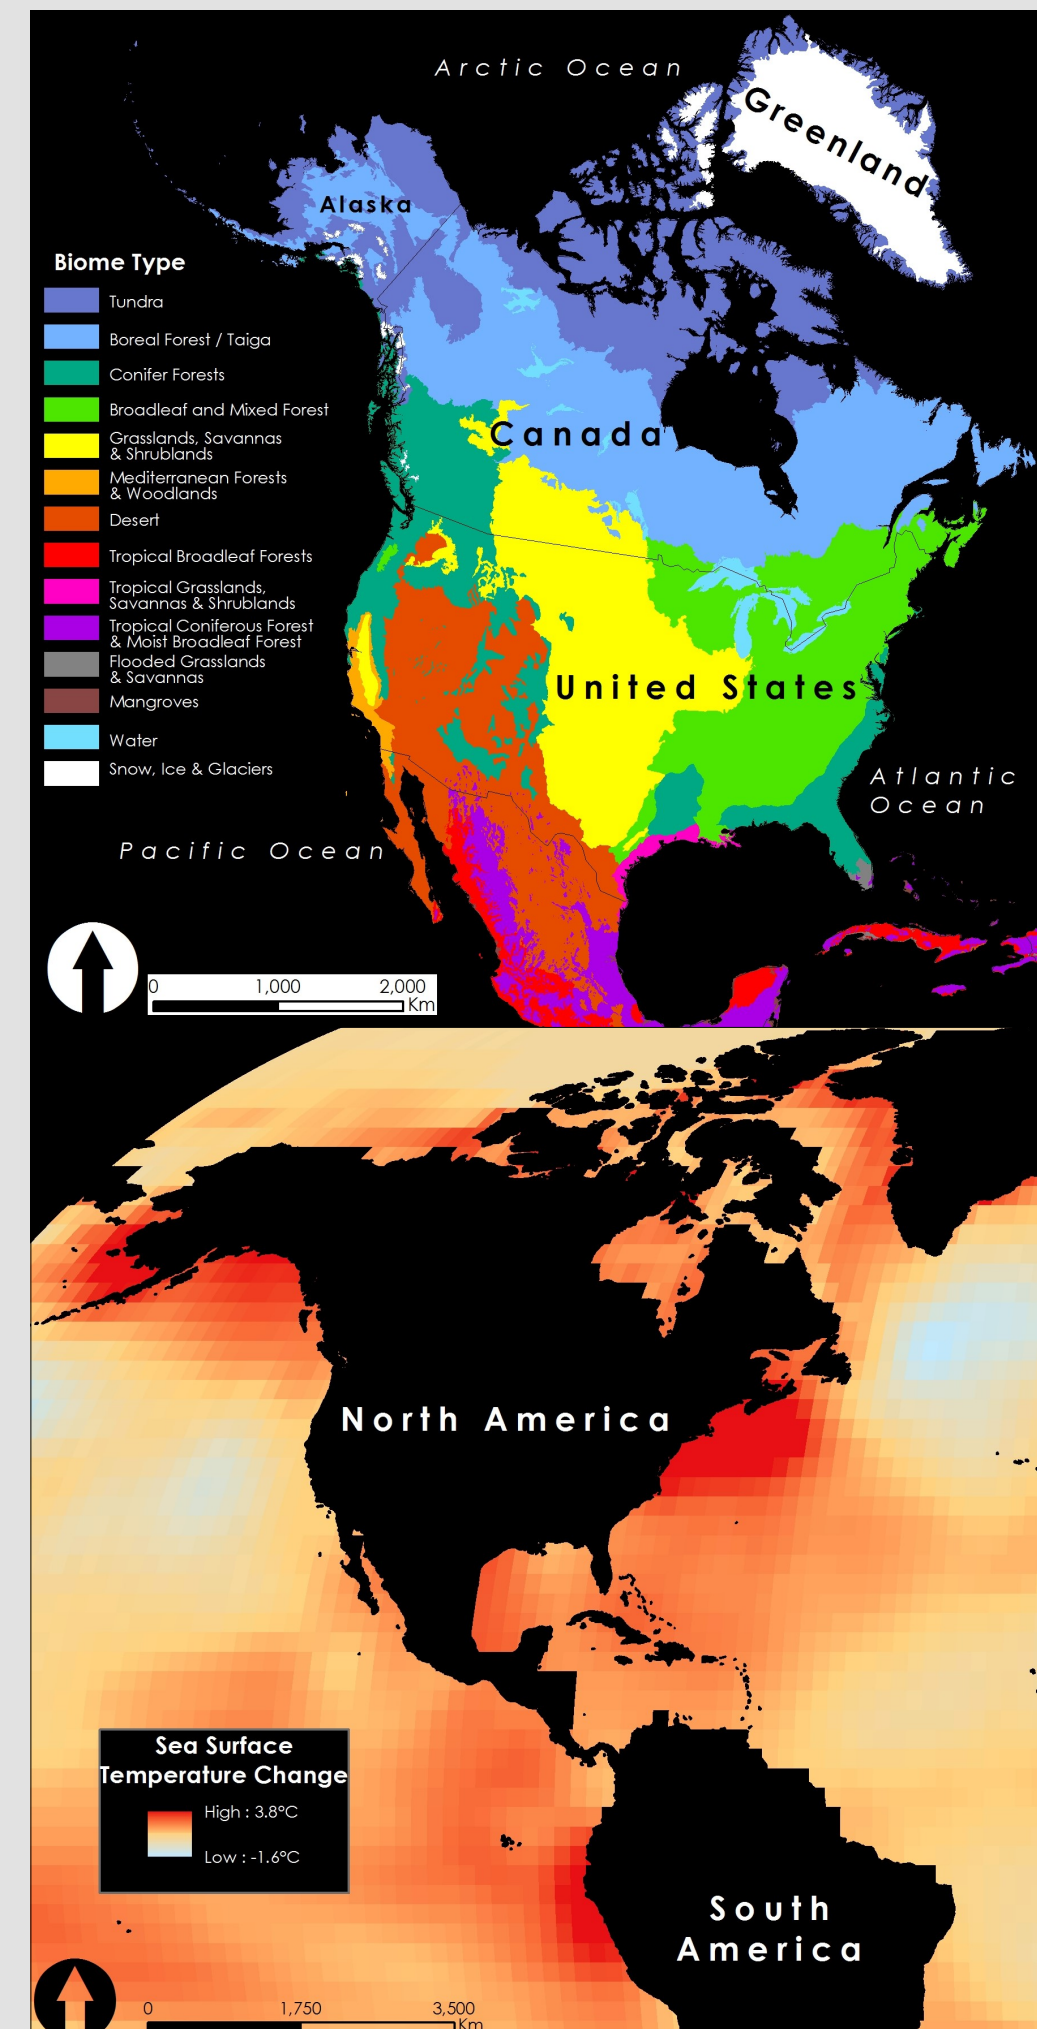 Arctic Ocean
Greenland
Alaska
Biome Type
Tundra
Boreal Forest / Taiga
Conifer Forests
Broadleaf and Mixed Forest
Grasslands, Savannas
& Shrublands
Mediterranean Forests
& Woodlands
Desert
Tropical Broadleaf Forests
Tropical Grasslands,
Savannas & Shrublands
Tropical Coniferous Forest
& Moist Broadleaf Forest
Flooded Grasslands
& Savannas
Mangroves
Water
Snow, Ice & Glaciers
Canada
United States
Atlantic
Ocean
Pacific Ocean
0 1,000 2,000
Km
North America
Sea Surface
Temperature Change
High : 3.8°C
Low : -1.6°C
South
America
0 1,750 3,500
Km